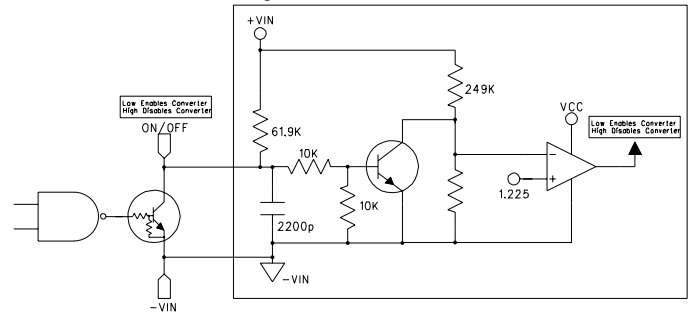 +VIN
249K
VCC
Low Enables Converter
High Disables Converter
Low Enables Converter
High Disables Converter
ON/OFF
61.9K
10K
-
+
1.225
10K
2200p
-VIN
-VIN